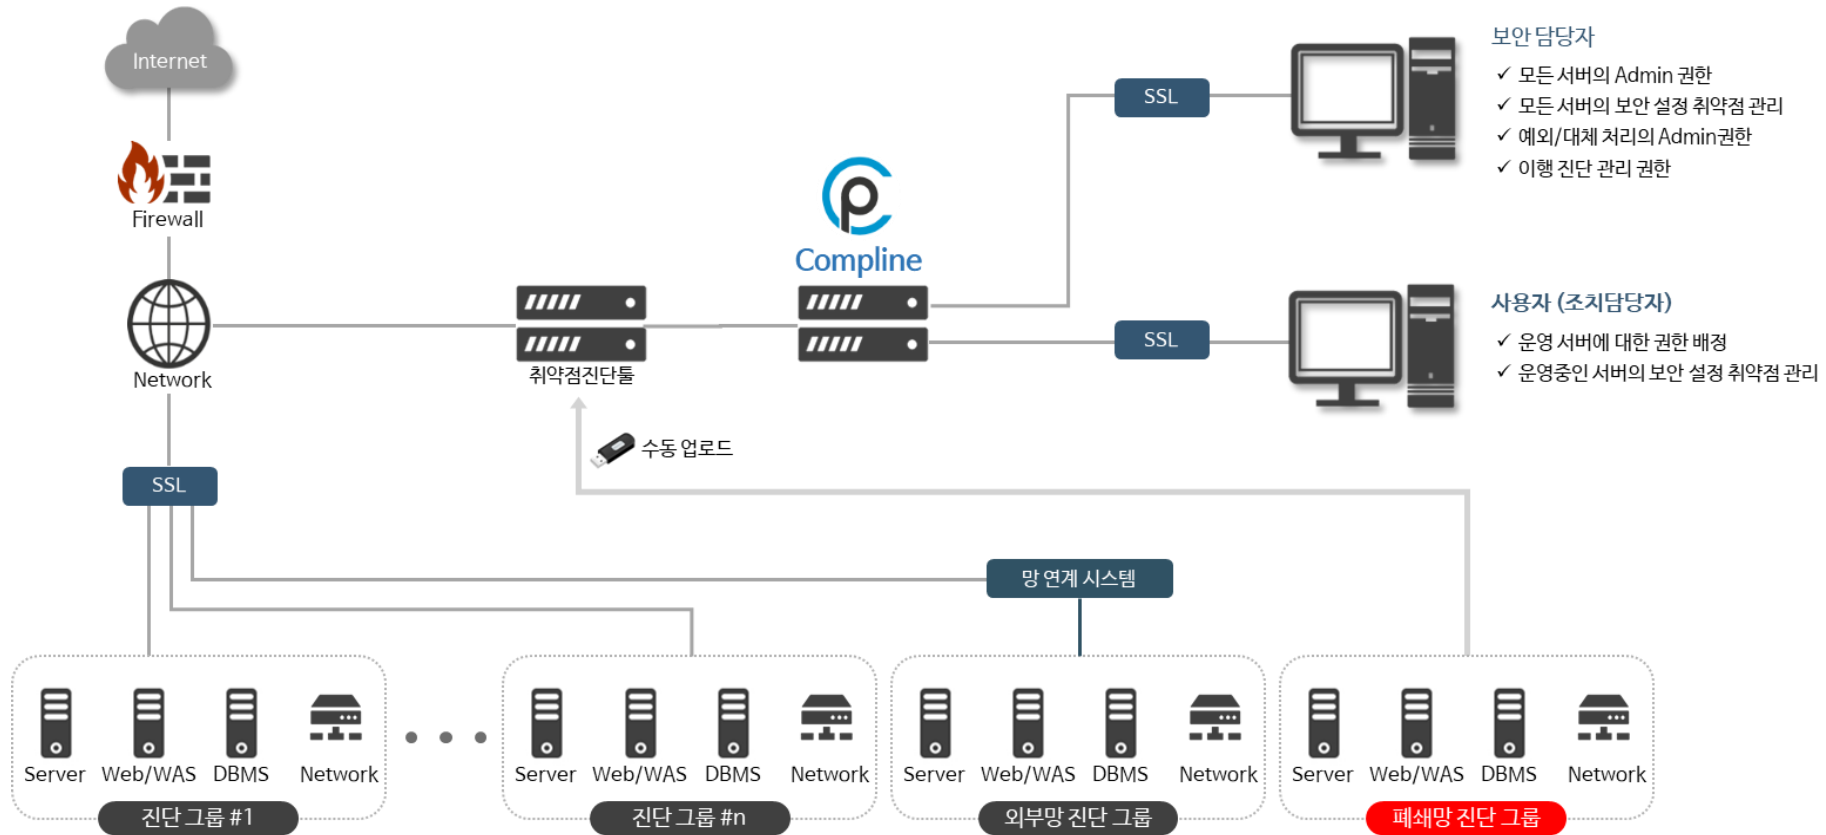 Internet
Firewall
Network
SSL
취약점진단툴
Compline
SSL
SSL
보안 담당자
✓ 모든 서버의 Admin 권한
✓ 모든 서버의 보안 설정 취약점 관리
✓ 예외/대체 처리의 Admin권한
✓ 이행 진단 관리 권한
사용자 (조치담당자)
✓ 운영 서버에 대한 권한 배정
✓ 운영중인 서버의 보안 설정 취약점 관리
수동 업로드
망 연계 시스템
Server Web/WAS DBMS Network
진단 그룹 #1
Server Web/WAS DBMS Network
진단 그룹 #n
Server Web/WAS DBMS Network
외부망 진단 그룹
Server Web/WAS DBMS Network
폐쇄망 진단 그룹